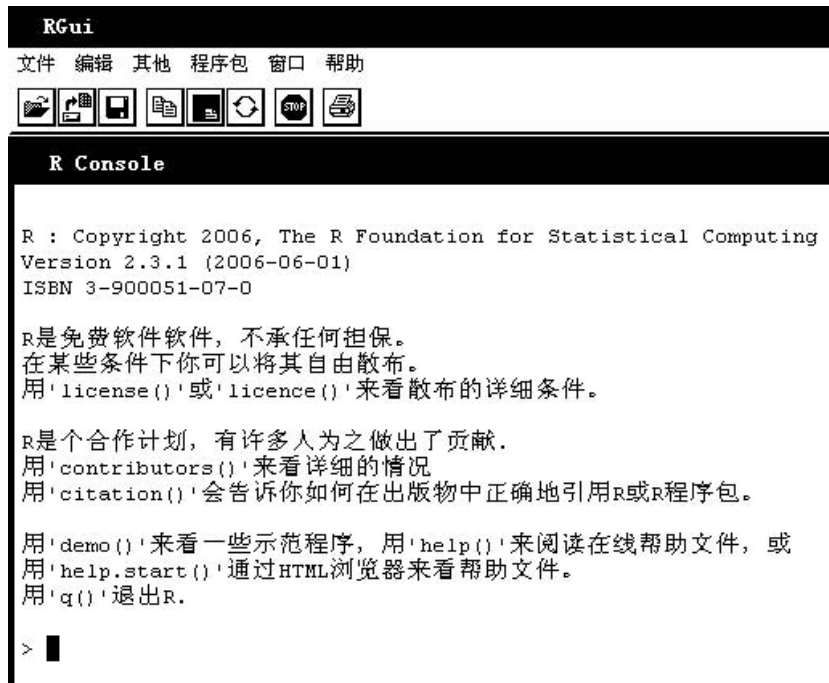 RGui
文件 编辑 其他 程序包 窗口 帮助
STOP
R Console
R : Copyright 2006, The R Foundation for Statistical Computing
Version 2.3.1 (2006-06-01)
ISBN 3-900051-07-0
R是免费软件软件，不承任何担保。
在某些条件下你可以将其自由散布。
用'license()'或'licence()'来看散布的详细条件。
R是个合作计划，有许多人为之做出了贡献.
用'contributors()'来看详细的情况
用'citation()'会告诉你如何在出版物中正确地引用R或R程序包。
用'demo()'来看一些示范程序，用'help()'来阅读在线帮助文件，或
用'help.start()'通过HTML浏览器来看帮助文件。
用'q()'退出R.
>